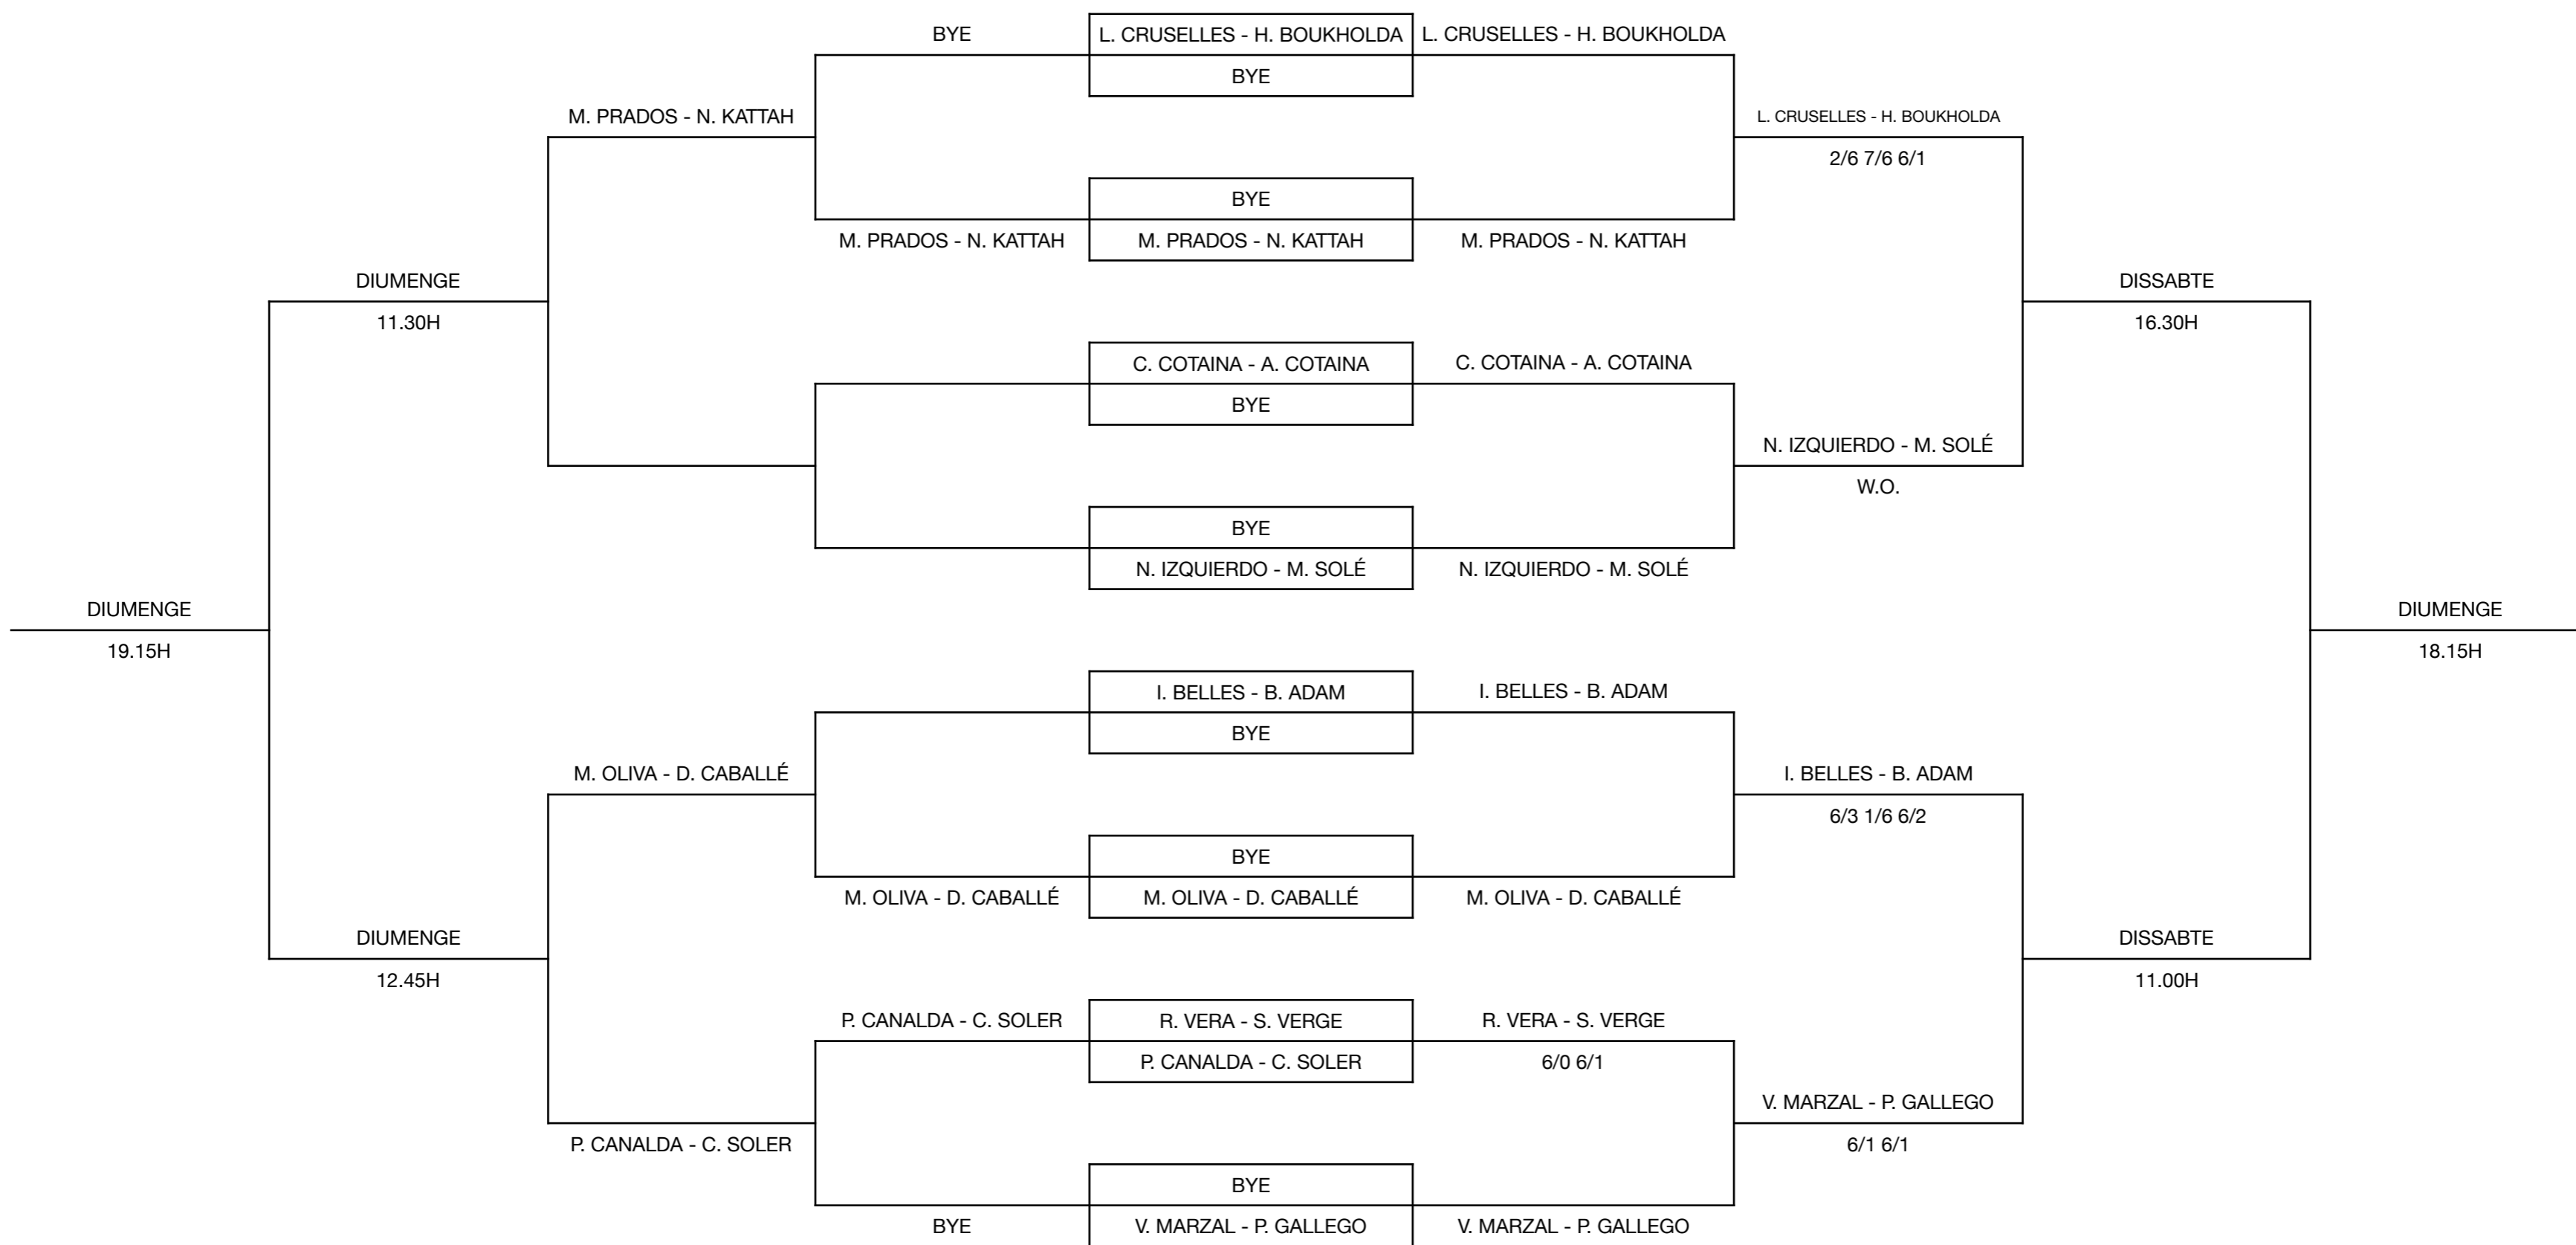 BYE
L. CRUSELLES - H. BOUKHOLDA
L. CRUSELLES - H. BOUKHOLDA
BYE
M. PRADOS - N. KATTAH
L. CRUSELLES - H. BOUKHOLDA
2/6 7/6 6/1
BYE
M. PRADOS - N. KATTAH
M. PRADOS - N. KATTAH
M. PRADOS - N. KATTAH
DIUMENGE
DISSABTE
11.30H
16.30H
C. COTAINA - A. COTAINA
C. COTAINA - A. COTAINA
BYE
N. IZQUIERDO - M. SOLÉ
W.O.
BYE
N. IZQUIERDO - M. SOLÉ
N. IZQUIERDO - M. SOLÉ
DIUMENGE
DIUMENGE
19.15H
18.15H
I. BELLES - B. ADAM
I. BELLES - B. ADAM
BYE
M. OLIVA - D. CABALLÉ
I. BELLES - B. ADAM
6/3 1/6 6/2
BYE
M. OLIVA - D. CABALLÉ
M. OLIVA - D. CABALLÉ
M. OLIVA - D. CABALLÉ
DIUMENGE
DISSABTE
12.45H
11.00H
P. CANALDA - C. SOLER
R. VERA - S. VERGE
R. VERA - S. VERGE
P. CANALDA - C. SOLER
6/0 6/1
V. MARZAL - P. GALLEGO
P. CANALDA - C. SOLER
6/1 6/1
BYE
BYE
V. MARZAL - P. GALLEGO
V. MARZAL - P. GALLEGO